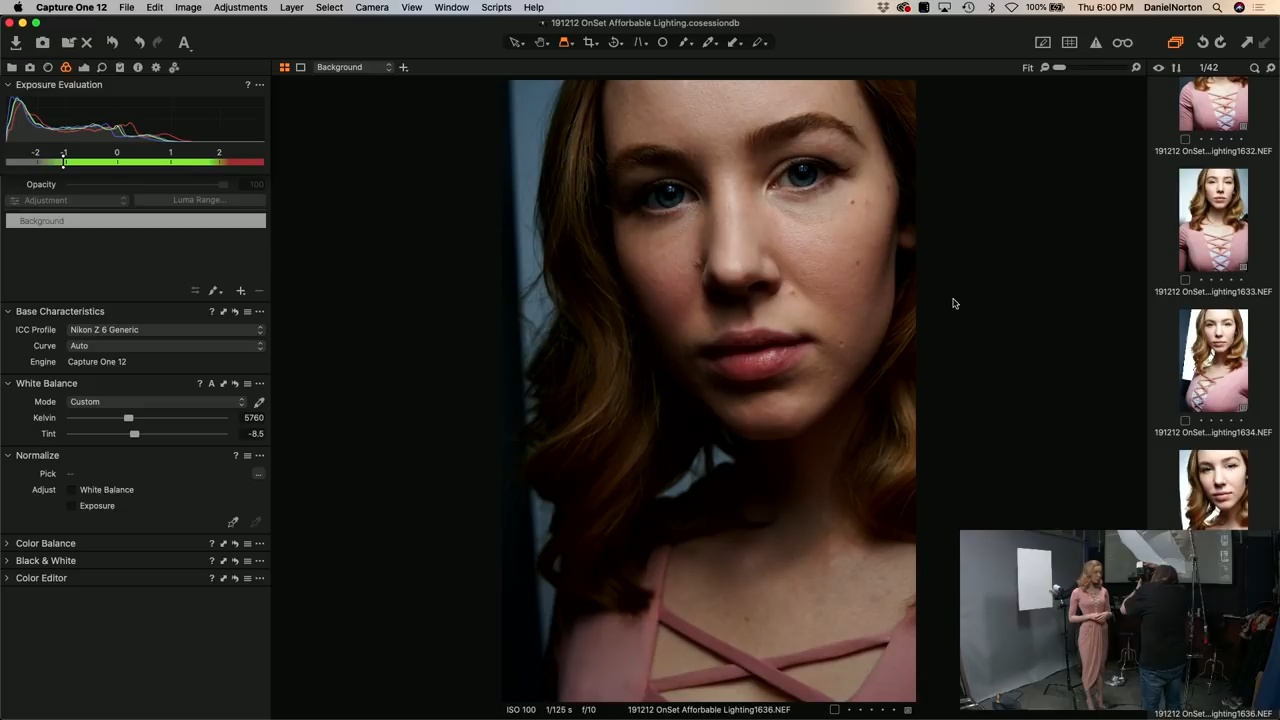 Capture One 12 File Edit Image Adjustments Layer Select Camera View Window Scripts Help 100% Thu 6:00 PM DanielNorton
191212 OnSet Afforbable Lighting.cosessiondb
Background Fit 1/42
Exposure Evaluation
-2 -1 0 1 2
Opacity 100
Adjustment Luma Range...
Background
Base Characteristics
ICC Profile Nikon Z 6 Generic
Curve Auto
Engine Capture One 12
White Balance
Mode Custom
Kelvin 5760
Tint -8.5
Normalize
Pick --
Adjust White Balance
Exposure
Color Balance
Black & White
Color Editor
191212 OnSet...ighting1632.NEF
191212 OnSet...ighting1633.NEF
191212 OnSet...ighting1634.NEF
191212 OnSet...ighting1636.NEF
ISO 100 1/125 s f/10 191212 OnSet Afforbable Lighting1636.NEF